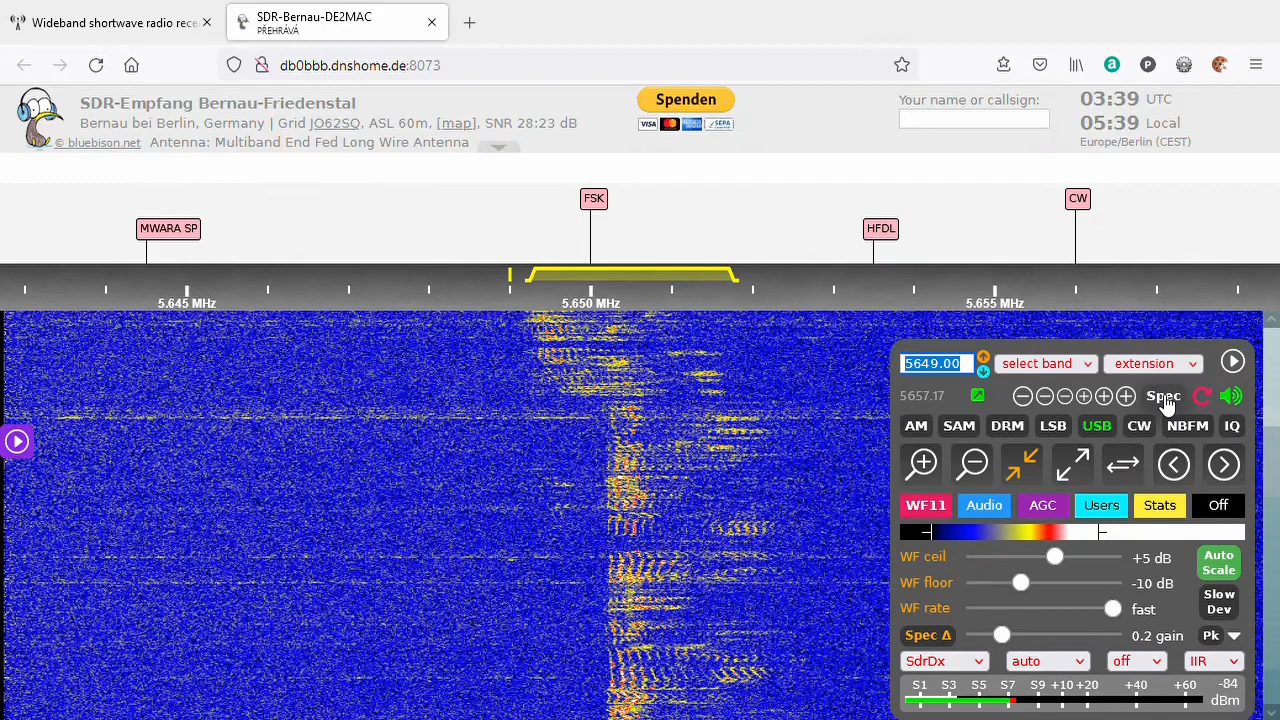 Wideband shortwave radio rece
SDR-Bernau-DE2MAC
PŘEHRÁVÁ
db0bbb.dnshome.de:8073
SDR-Empfang Bernau-Friedenstal
Bernau bei Berlin, Germany | Grid JO62SQ, ASL 60m, [map], SNR 28:23 dB
© bluebison.net Antenna: Multiband End Fed Long Wire Antenna
Spenden
VISA
SEPA
Your name or callsign:
03:39 UTC
05:39 Local
Europe/Berlin (CEST)
FSK
CW
MWARA SP
HFDL
5.645 MHz 5.650 MHz 5.655 MHz
5649.00 select band extension
5657.17 Spec
AM SAM DRM LSB USB CW NBFM IQ
WF11 Audio AGC Users Stats Off
WF ceil +5 dB Auto Scale
WF floor -10 dB
WF rate fast Slow Dev
Spec Δ 0.2 gain Pk
SdrDx auto off IIR
S1 S3 S5 S7 S9 +10 +20 +40 +60 -84
dBm